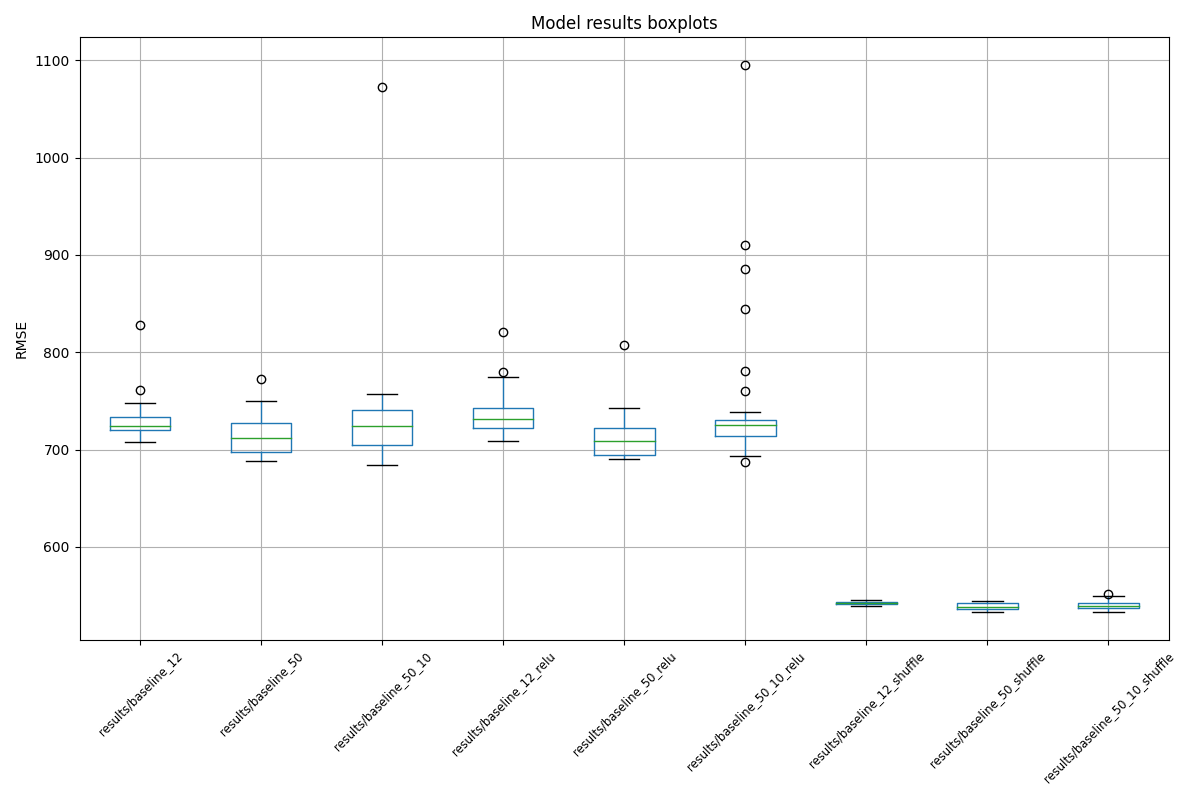 Model results boxplots
RMSE
1100
1000
900
800
700
600
results/baseline_12
results/baseline_50
results/baseline_50_10
results/baseline_12_relu
results/baseline_50_relu
results/baseline_50_10_relu
results/baseline_12_shuffle
results/baseline_50_shuffle
results/baseline_50_10_shuffle